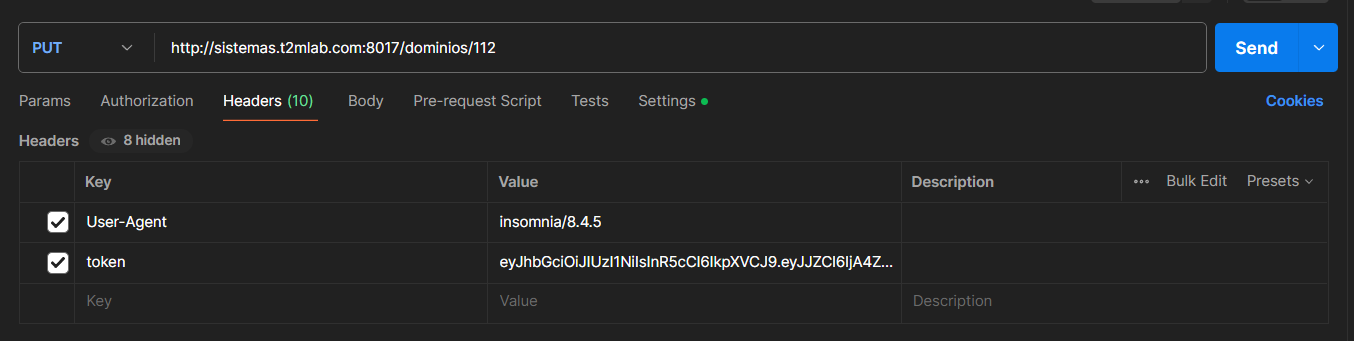 PUT http://sistemas.t2mlab.com:8017/dominios/112 Send
Params Authorization Headers (10) Body Pre-request Script Tests Settings Cookies
Headers 8 hidden
Key Value Description Bulk Edit Presets
User-Agent insomnia/8.4.5
token eyJhbGciOiJIUzI1NiIsInR5cCI6IkpXVCJ9.eyJJZCI6IjA4Z...
Key Value Description